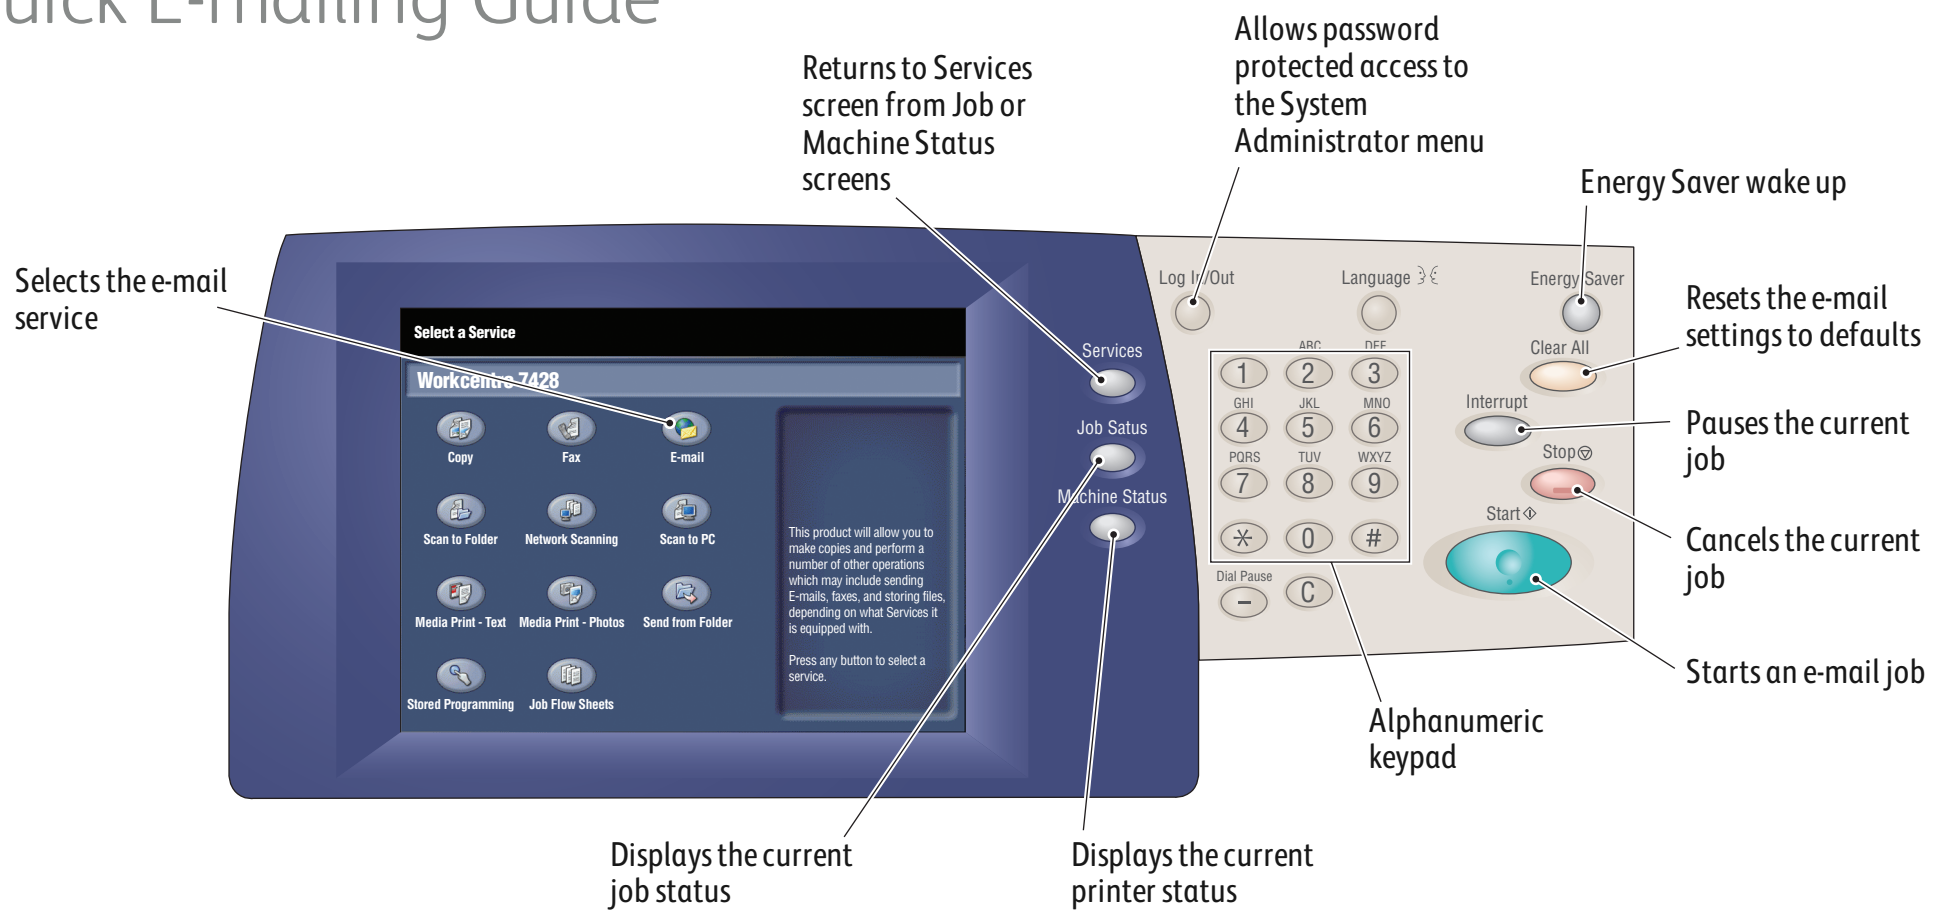 uick E-mailing Guide
Allows password
protected access to
the System
Administrator menu
Returns to Services
screen from Job or
Machine Status
screens
Energy Saver wake up
Selects the e-mail
service
Log In/Out
Language
Energy Saver
Resets the e-mail
settings to defaults
Select a Service
Services
Clear All
Workcentre 7428
ABC
DEF
1
2
3
Interrupt
Pauses the current
job
GHI
JKL
MNO
4
5
6
Job Satus
Copy
Fax
E-mail
Stop
PQRS
TUV
WXYZ
7
8
9
Machine Status
Start
Scan to Folder
Network Scanning
Scan to PC
*
0
#
Cancels the current
job
This product will allow you to
make copies and perform a
number of other operations
which may include sending
E-mails, faxes, and storing files,
depending on what Services it
is equipped with.
Press any button to select a
service.
Dial Pause
-
C
Media Print - Text
Media Print - Photos
Send from Folder
Starts an e-mail job
Stored Programming
Job Flow Sheets
Alphanumeric
keypad
Displays the current
job status
Displays the current
printer status